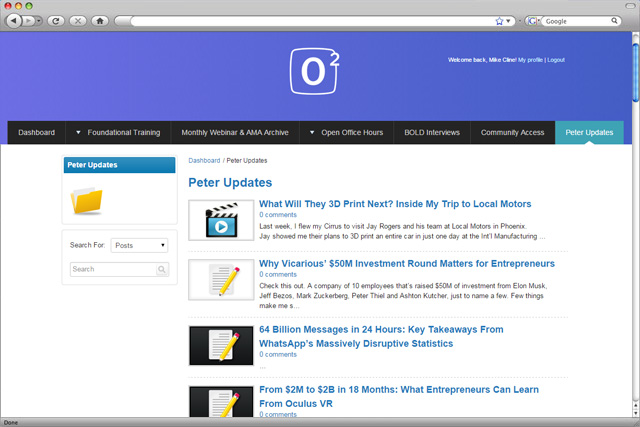 Google
O2
Welcome back, Mike Cline! My profile | Logout
Dashboard
Foundational Training
Monthly Webinar & AMA Archive
Open Office Hours
BOLD Interviews
Community Access
Peter Updates
Peter Updates
Search For:
Posts
Search
Dashboard / Peter Updates
Peter Updates
What Will They 3D Print Next? Inside My Trip to Local Motors
0 comments
Last week, I flew my Cirrus to visit Jay Rogers and his team at Local Motors in Phoenix.
Jay showed me their plans to 3D print an entire car in just one day at the Int'l Manufacturing ...
Why Vicarious' $50M Investment Round Matters for Entrepreneurs
0 comments
Check this out. A company of 10 employees that's raised $50M of investment from Elon Musk,
Jeff Bezos, Mark Zuckerberg, Peter Thiel and Ashton Kutcher, just to name a few. Few things
make me s...
64 Billion Messages in 24 Hours: Key Takeaways From
WhatsApp's Massively Disruptive Statistics
0 comments
...
From $2M to $2B in 18 Months: What Entrepreneurs Can Learn
From Oculus VR
0 comments
Done